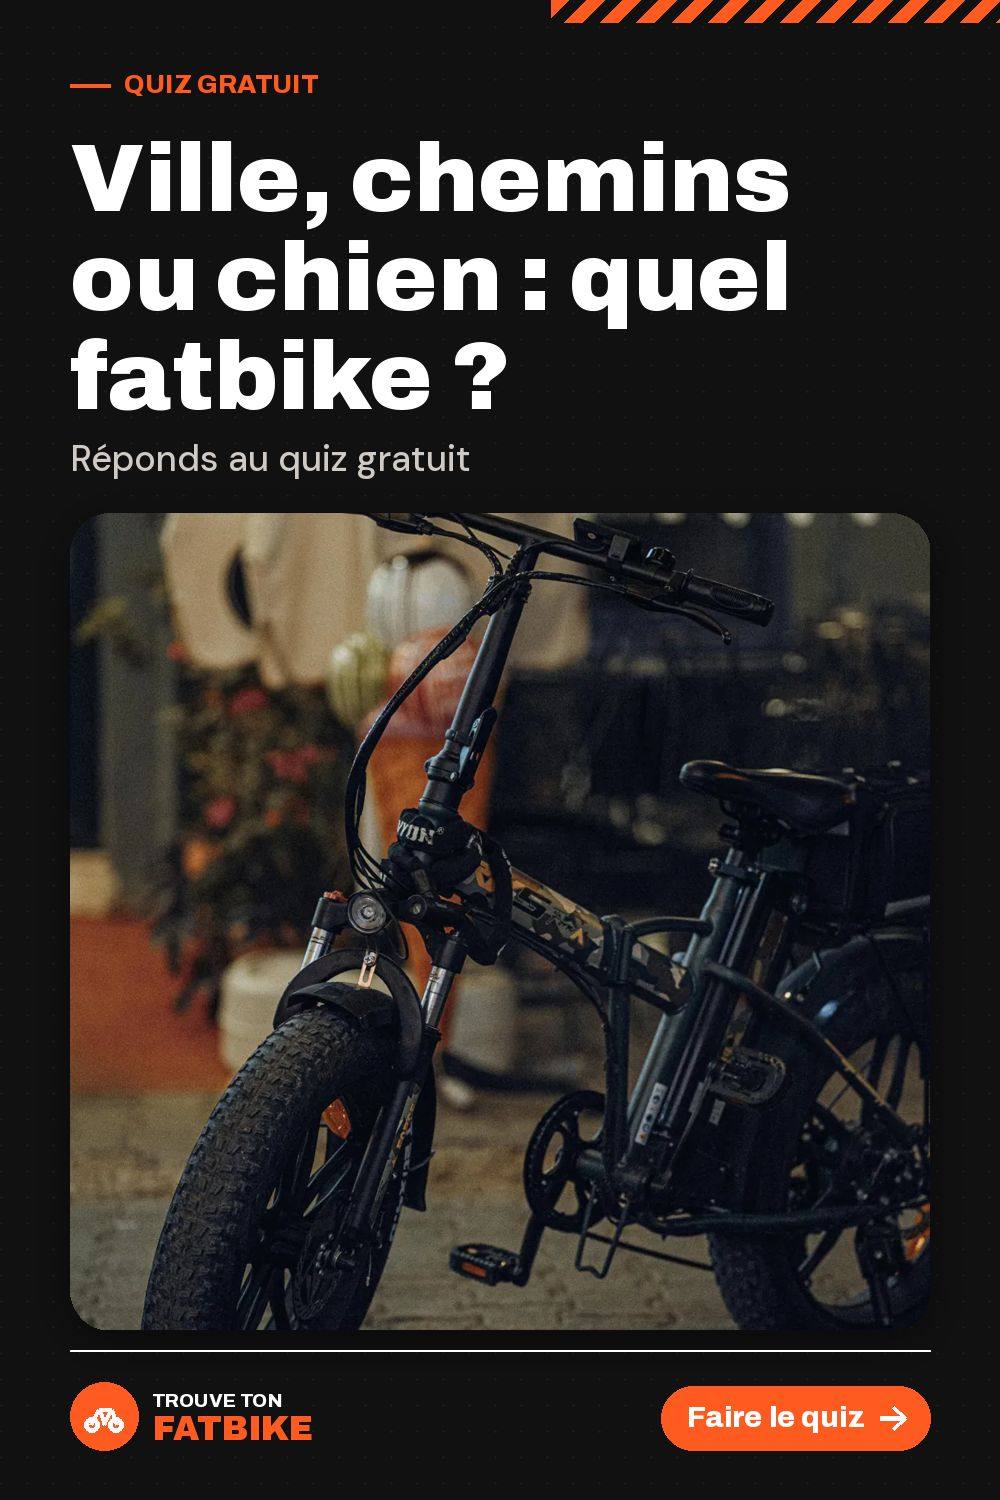 QUIZ GRATUIT
Ville, chemins
ou chien : quel
fatbike ?
Réponds au quiz gratuit
TROUVE TON
FATBIKE
Faire le quiz